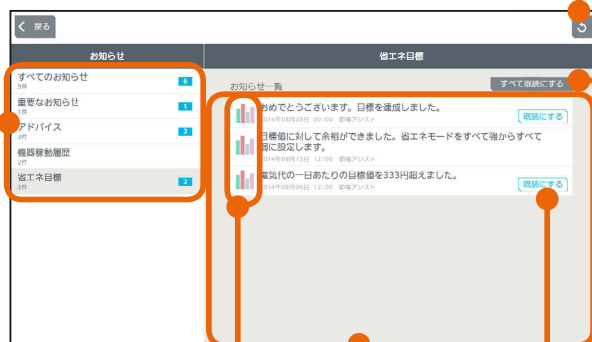 戻る
お知らせ
省エネ目標
すべてのお知らせ
9件
6
重要なお知らせ
1件
1
アドバイス
3件
3
機器稼動履歴
2件
省エネ目標
3件
2
お知らせ一覧
すべて既読にする
おめでとうございます。目標を達成しました。
2014年08月25日 00:00 節電アシスト
既読にする
目標値に対して余裕ができました。省エネモードをすべて強からすべて
弱に設定します。
2014年08月19日 12:00 節電アシスト
電気代の一日あたりの目標値を333円超えました。
2014年08月06日 12:00 節電アシスト
既読にする